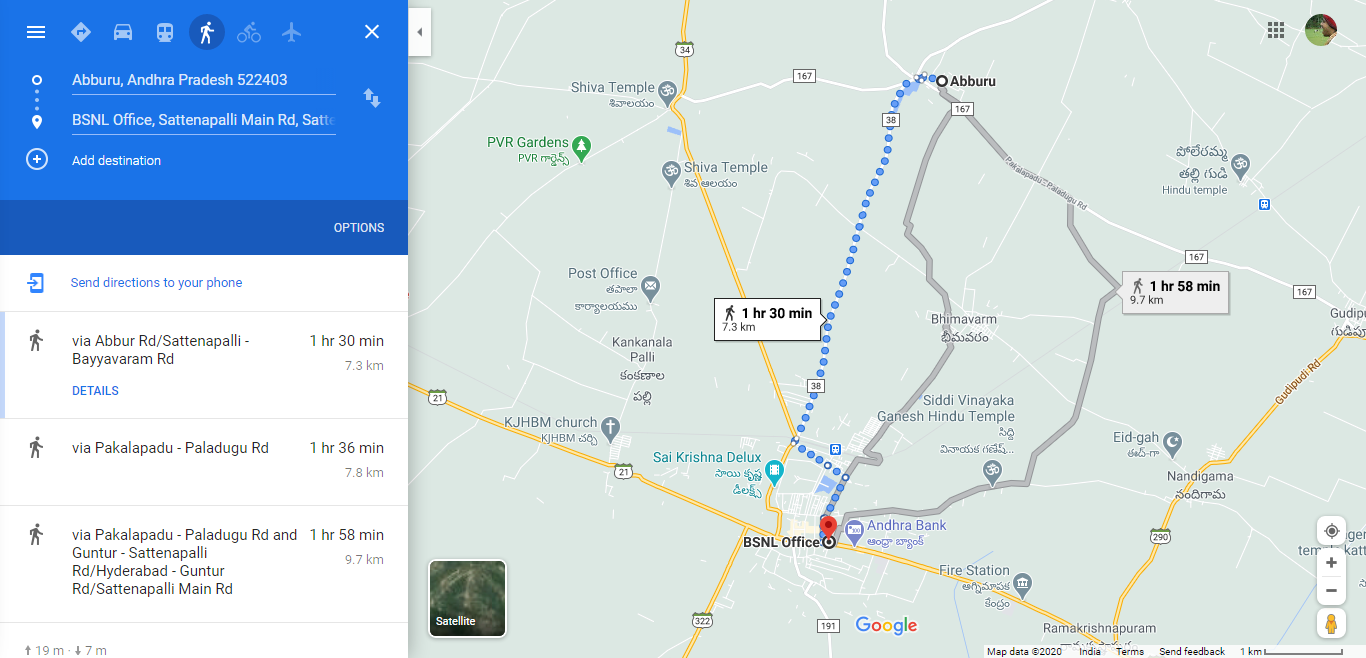 Abburu, Andhra Pradesh 522403
BSNL Office, Sattenapalli Main Rd, Satte
Add destination
OPTIONS
Send directions to your phone
via Abbur Rd/Sattenapalli -
Bayyavaram Rd
1 hr 30 min
7.3 km
DETAILS
via Pakalapadu - Paladugu Rd
1 hr 36 min
7.8 km
via Pakalapadu - Paladugu Rd and
Guntur - Sattenapalli
Rd/Hyderabad - Guntur
Rd/Sattenapalli Main Rd
1 hr 58 min
9.7 km
19 m · 7 m
34
167
Abburu
167
Shiva Temple
శివాలయం
38
PVR Gardens
PVR గార్డెన్స్
Shiva Temple
శివ ఆలయం
Pakalapadu - Paladugu Rd
పోలేరమ్మ
తల్లి గుడి
Hindu temple
167
Post Office
తపాలా
కార్యాలయము
1 hr 58 min
9.7 km
167
1 hr 30 min
7.3 km
Bhimavarm
భీమవరం
Gudip
గుడిపూ
Kankanala
Palli
కంకణాల
పల్లి
38
Gudipudi Rd
21
Siddi Vinayaka
Ganesh Hindu Temple
సిద్ది
వినాయక గణేష్...
KJHBM church
KJHBM చర్చి
Eid-gah
ఈద్-గా
Sai Krishna Delux
సాయి కృష్ణ
డీలక్స్
21
Nandigama
నందిగామ
Andhra Bank
ఆంధ్రా బ్యాంక్
BSNL Office
290
Fire Station
అగ్నిమాపక
కేంద్రం
Satellite
322
191
Google
Ramakrishnapuram
Map data ©2020 India Terms Send feedback 1 km